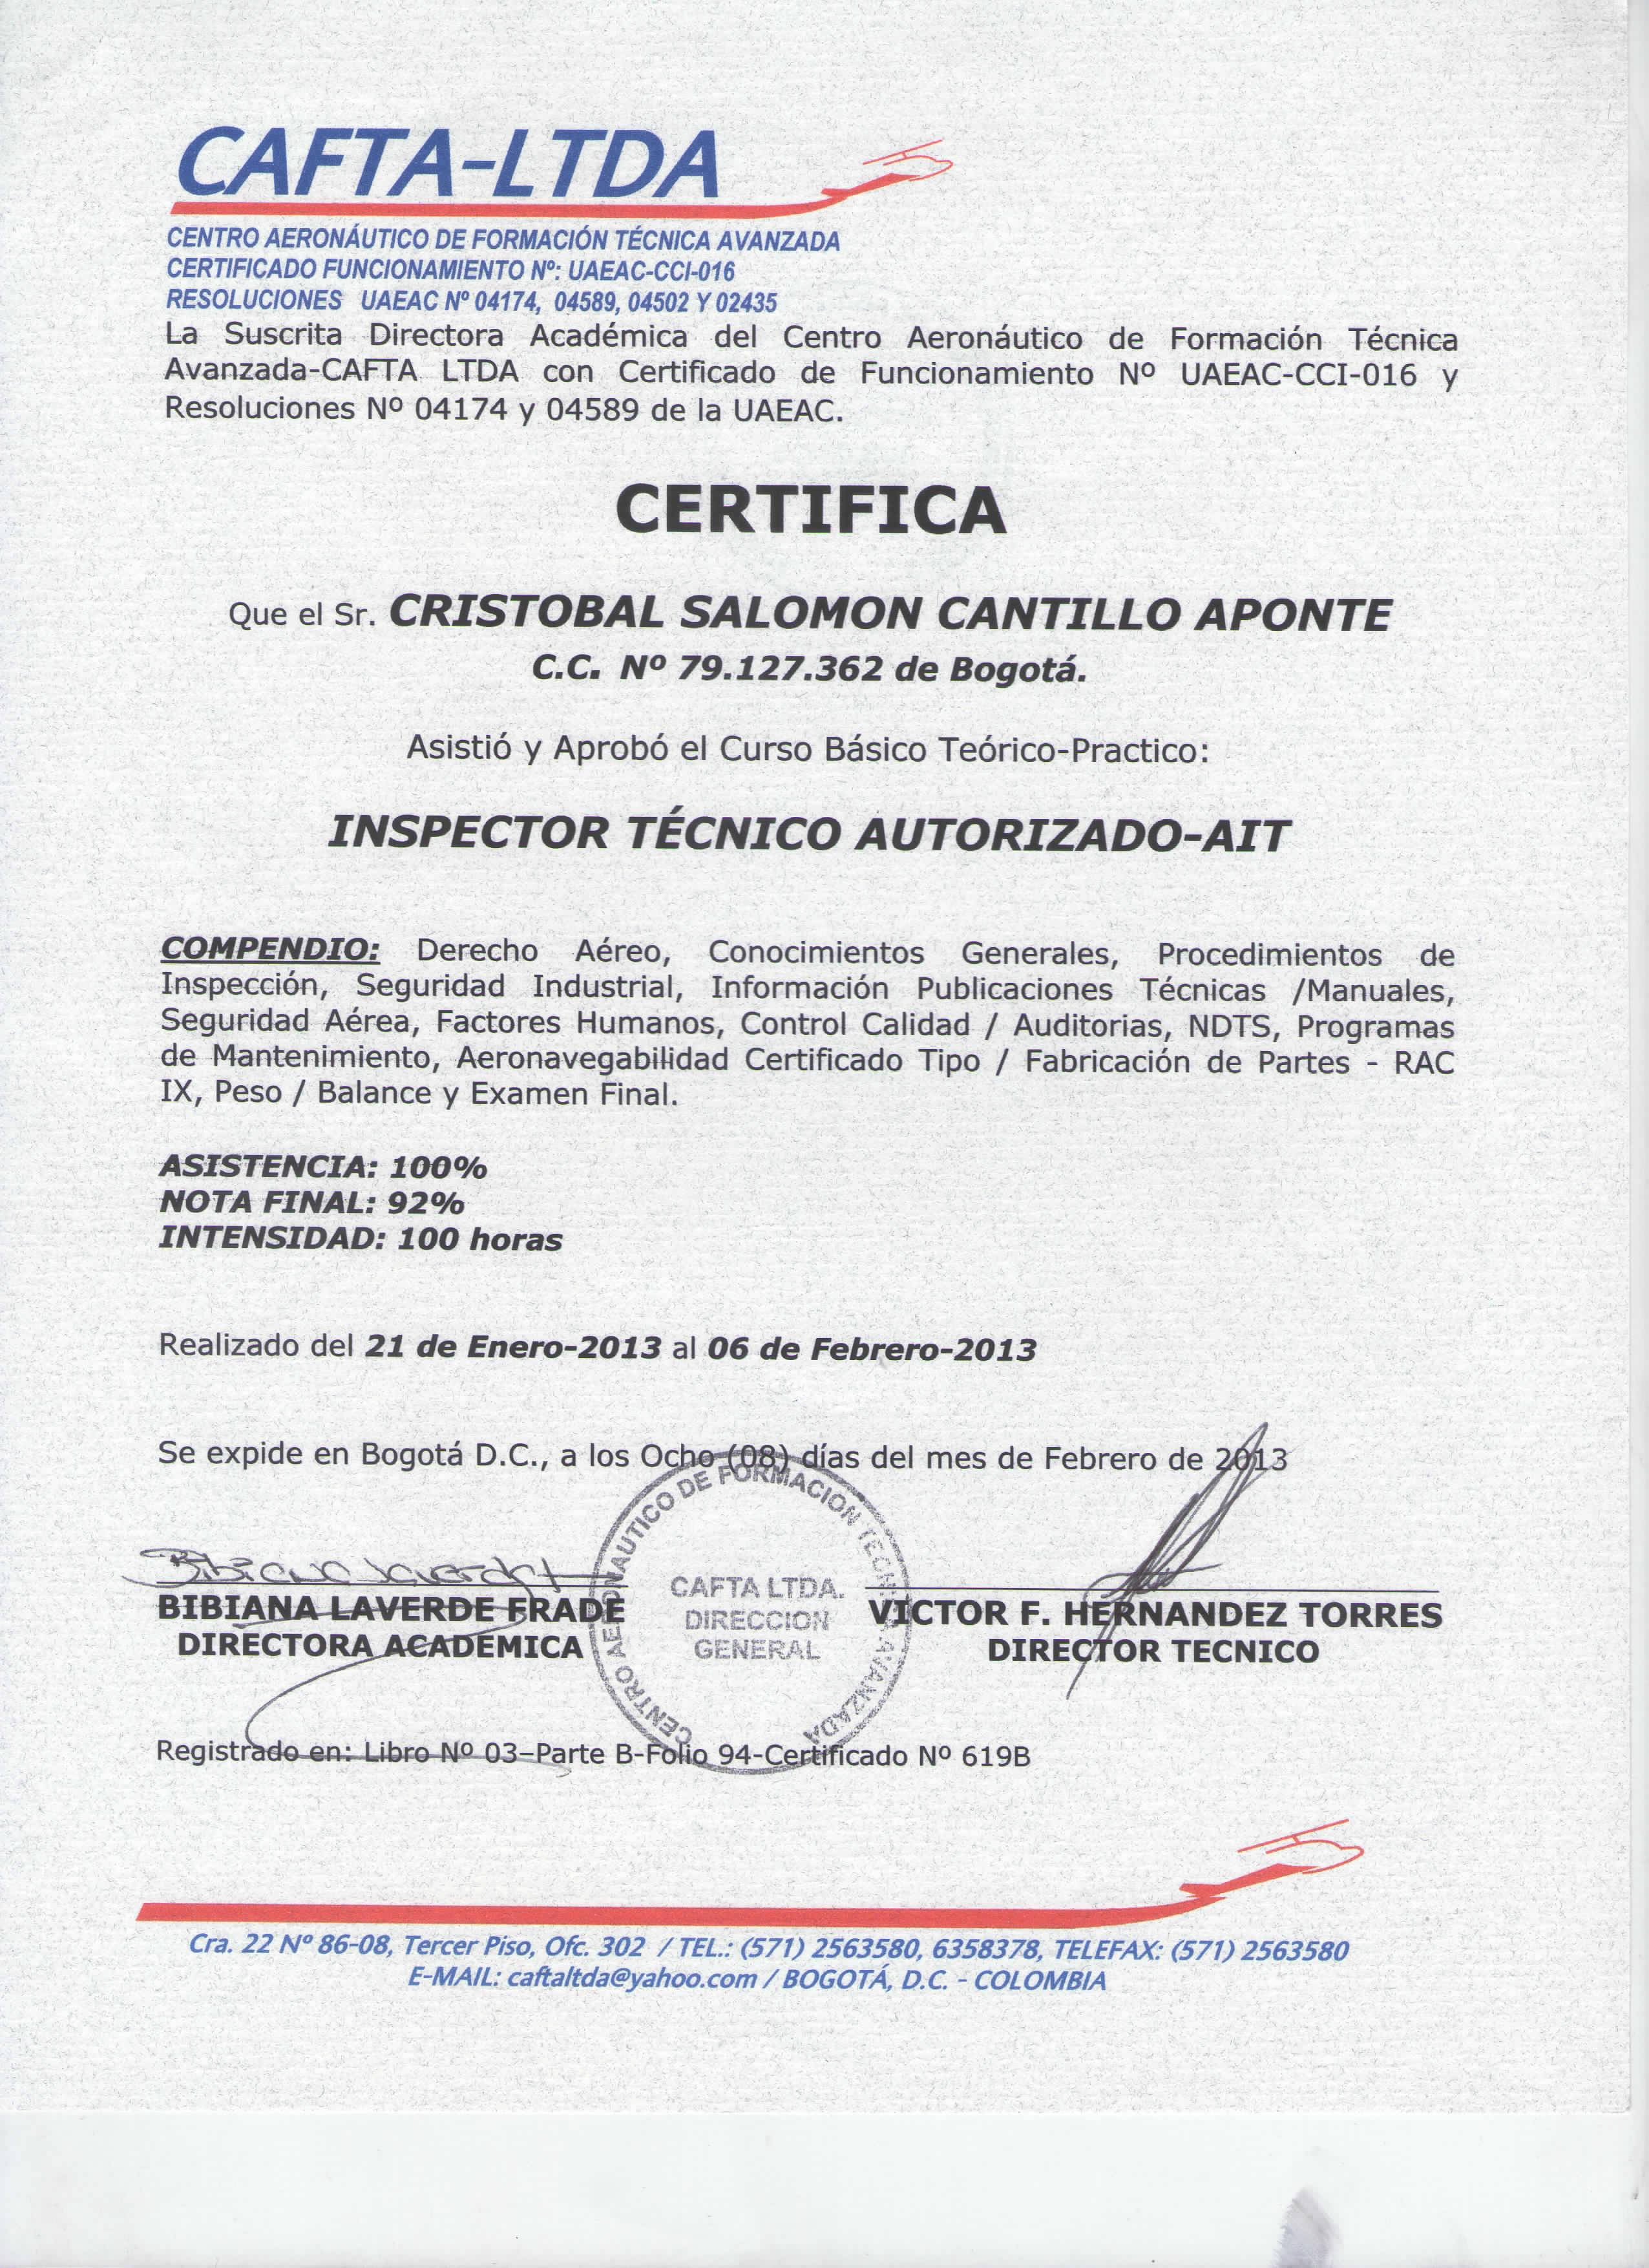 CAFTA-LTDA
CENTRO AERONÁUTICO DE FORMACIÓN TÉCNICA AVANZADA
CERTIFICADO FUNCIONAMIENTO Nº: UAEAC-CCI-016
RESOLUCIONES UAEAC Nº 04174, 04589, 04502 Y 02435
La Suscrita Directora Académica del Centro Aeronáutico de Formación Técnica
Avanzada-CAFTA LTDA con Certificado de Funcionamiento Nº UAEAC-CCI-016 y
Resoluciones Nº 04174 y 04589 de la UAEAC.
CERTIFICA
Que el Sr. CRISTOBAL SALOMON CANTILLO APONTE
C.C. Nº 79.127.362 de Bogotá.
Asistió y Aprobó el Curso Básico Teórico-Practico:
INSPECTOR TÉCNICO AUTORIZADO-AIT
COMPENDIO: Derecho Aéreo, Conocimientos Generales, Procedimientos de
Inspección, Seguridad Industrial, Información Publicaciones Técnicas /Manuales,
Seguridad Aérea, Factores Humanos, Control Calidad / Auditorias, NDTS, Programas
de Mantenimiento, Aeronavegabilidad Certificado Tipo / Fabricación de Partes - RAC
IX, Peso / Balance y Examen Final.
ASISTENCIA: 100%
NOTA FINAL: 92%
INTENSIDAD: 100 horas
Realizado del 21 de Enero-2013 al 06 de Febrero-2013
Se expide en Bogotá D.C., a los Ocho (08) días del mes de Febrero de 2013
Bibiana Laverde
CENTRO AERONAUTICO DE FORMACION TECNICA AVANZADA
CAFTA LTDA.
DIRECCION
GENERAL
BIBIANA LAVERDE FRADE
DIRECTORA ACADEMICA
VICTOR F. HERNANDEZ TORRES
DIRECTOR TECNICO
Registrado en: Libro Nº 03–Parte B-Folio 94-Certificado Nº 619B
Cra. 22 Nº 86-08, Tercer Piso, Ofc. 302 / TEL.: (571) 2563580, 6358378, TELEFAX: (571) 2563580
E-MAIL: caftaltda@yahoo.com / BOGOTÁ, D.C. - COLOMBIA